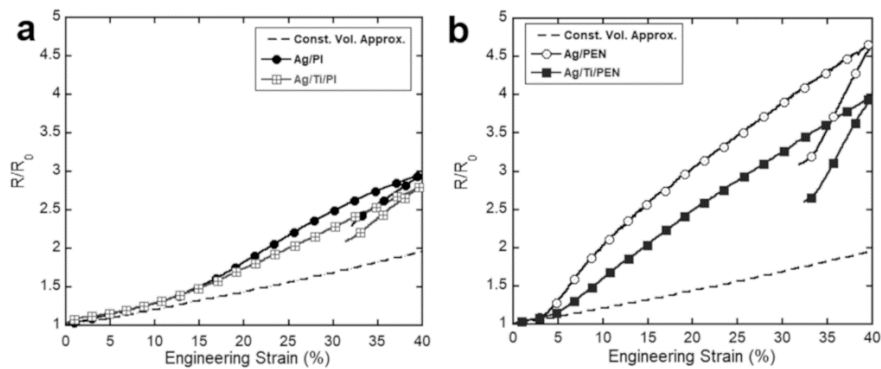 a
Const. Vol. Approx.
Ag/PI
Ag/Ti/PI
5
4.5
4
3.5
3
2.5
2
1.5
1
R/R0
0 5 10 15 20 25 30 35 40
Engineering Strain (%)
b
Const. Vol. Approx.
Ag/PEN
Ag/Ti/PEN
5
4.5
4
3.5
3
2.5
2
1.5
1
R/R0
0 5 10 15 20 25 30 35 40
Engineering Strain (%)